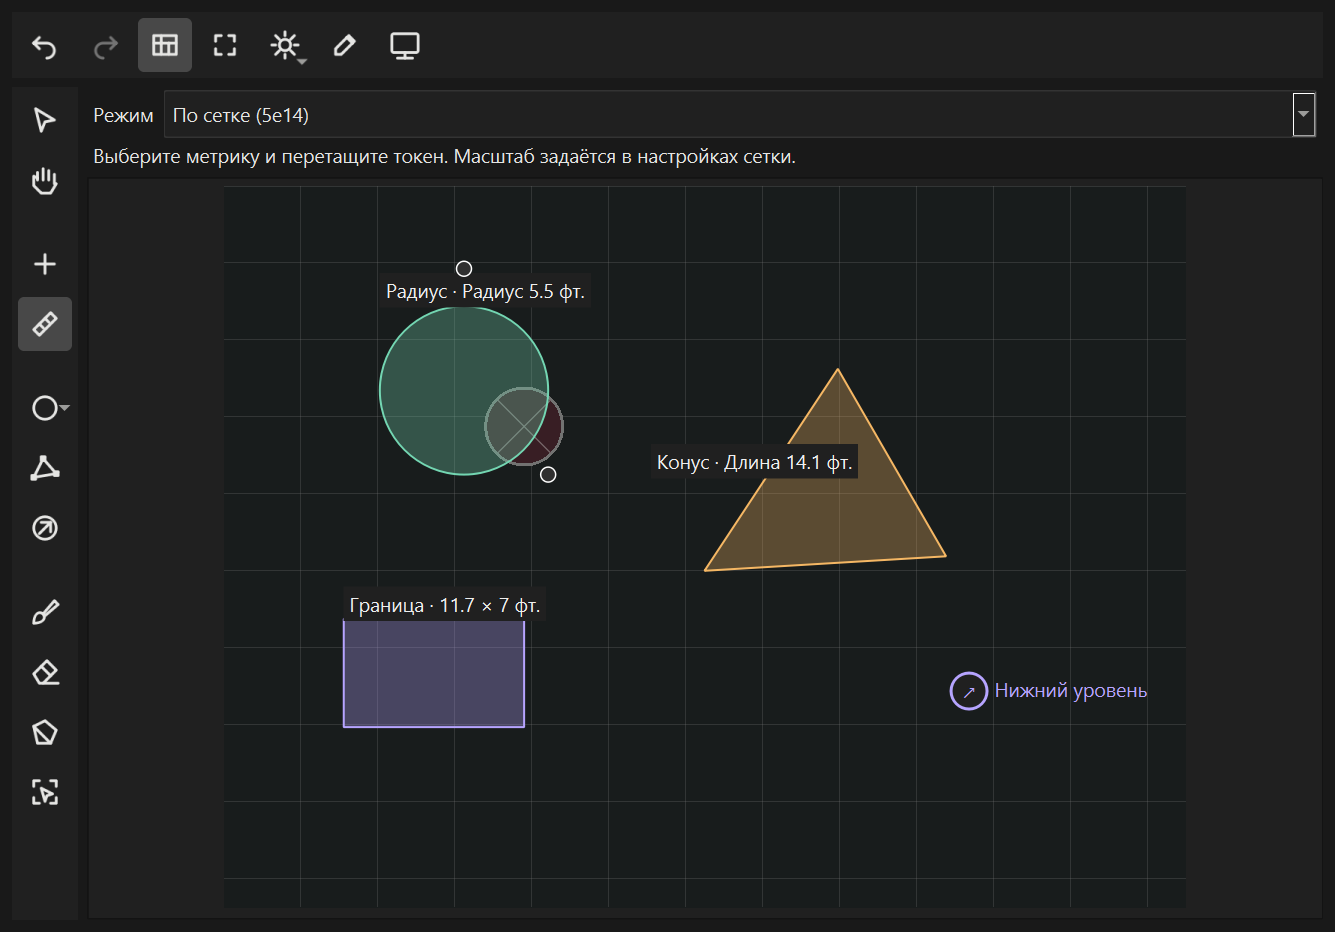 Режим
По сетке (5e14)
Выберите метрику и перетащите токен. Масштаб задаётся в настройках сетки.
Радиус · Радиус 5.5 фт.
Конус · Длина 14.1 фт.
Граница · 11.7 × 7 фт.
Нижний уровень